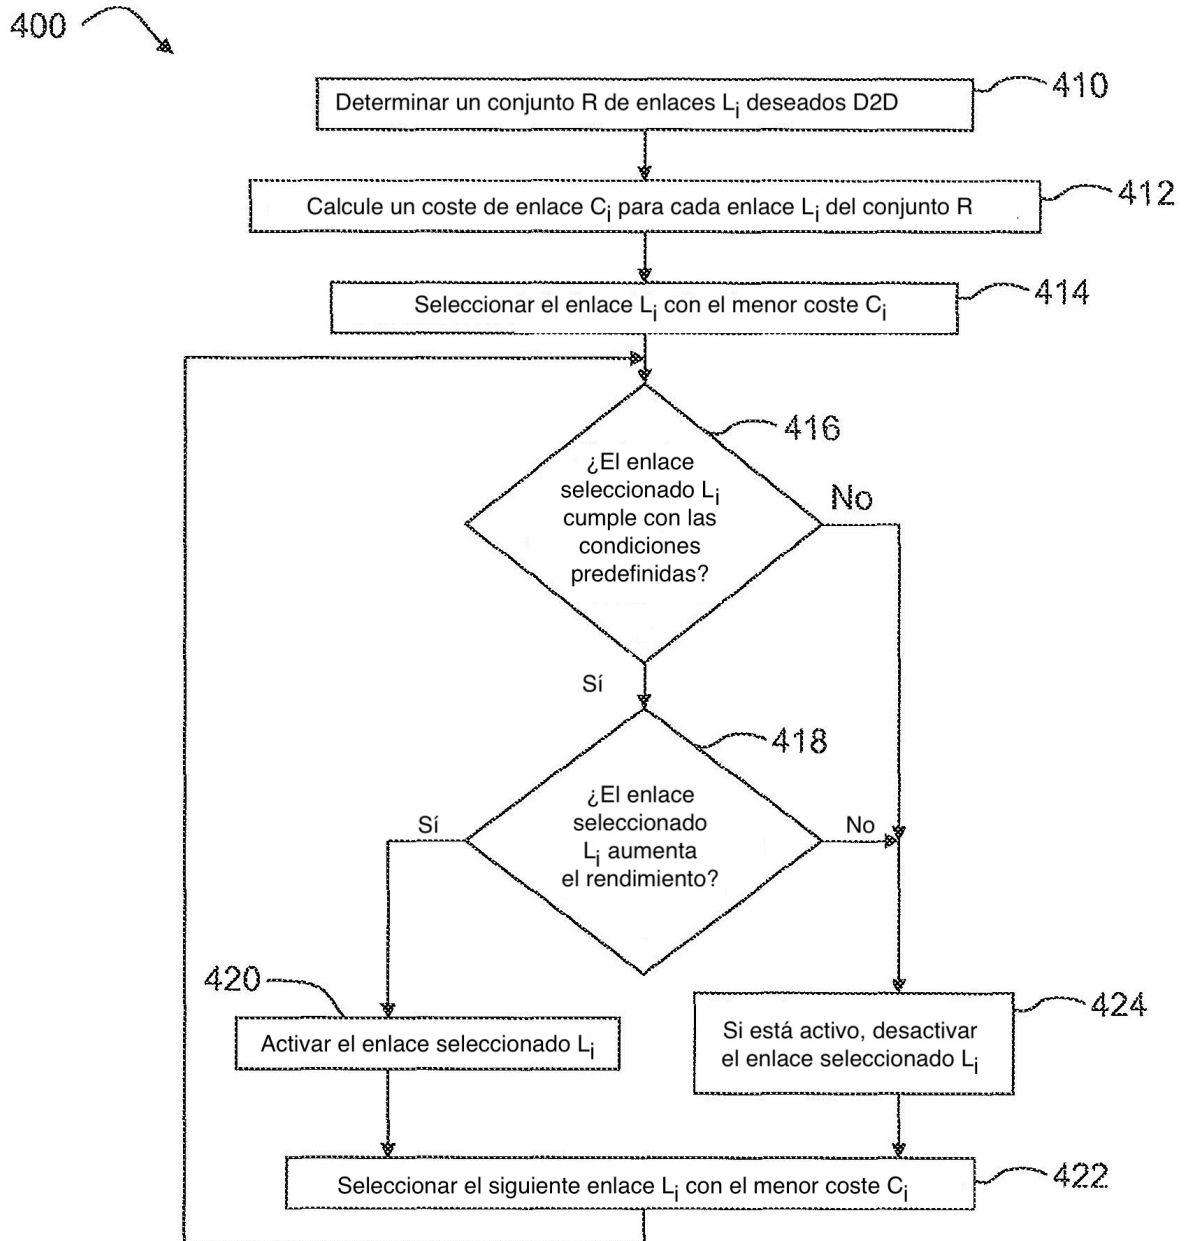 400
410
Determinar un conjunto R de enlaces Li deseados D2D
412
Calcule un coste de enlace Ci para cada enlace Li del conjunto R
414
Seleccionar el enlace Li con el menor coste Ci
416
¿El enlace
seleccionado Li
cumple con las
condiciones
predefinidas?
No
Sí
418
¿El enlace
seleccionado
Li aumenta
el rendimiento?
Sí
No
420
Activar el enlace seleccionado Li
424
Si está activo, desactivar
el enlace seleccionado Li
422
Seleccionar el siguiente enlace Li con el menor coste Ci